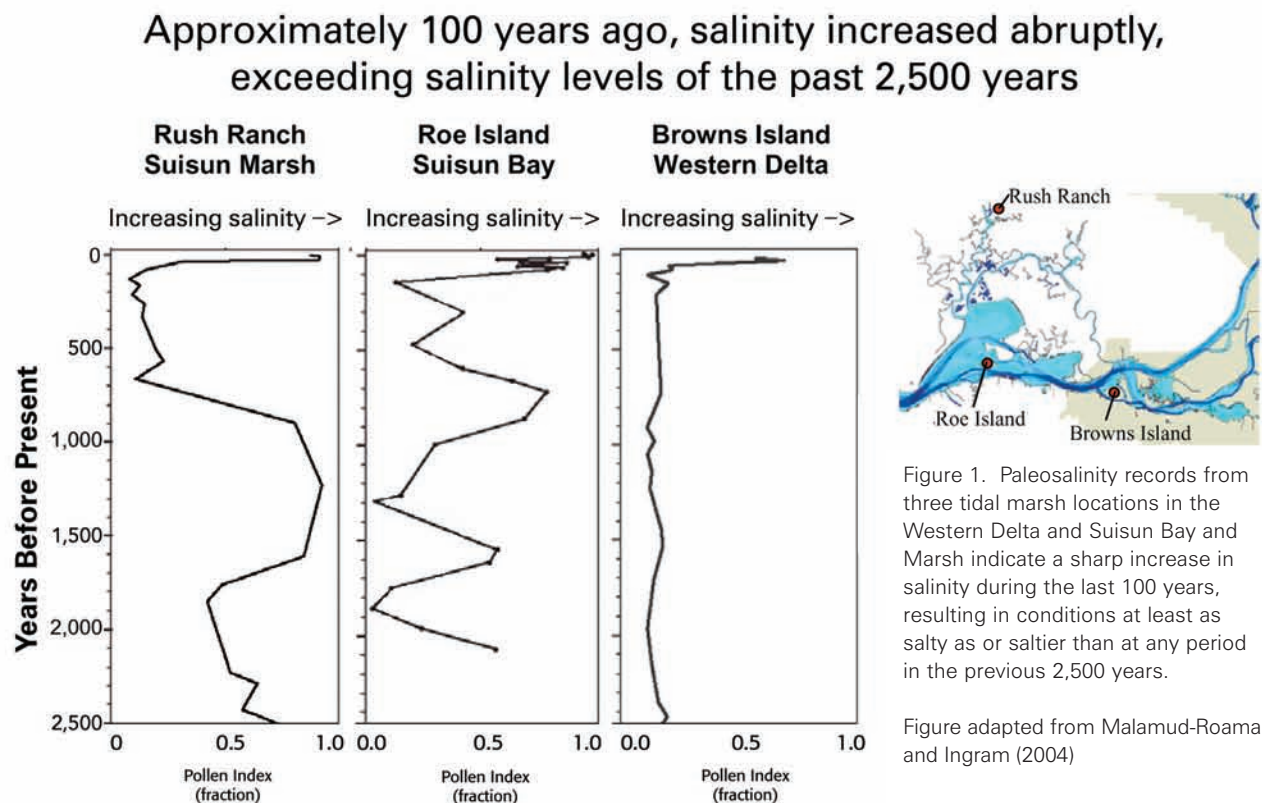 Approximately 100 years ago, salinity increased abruptly,
exceeding salinity levels of the past 2,500 years
Rush Ranch
Suisun Marsh
Roe Island
Suisun Bay
Browns Island
Western Delta
Increasing salinity –>
Increasing salinity –>
Increasing salinity –>
Years Before Present
0
500
1,000
1,500
2,000
2,500
0
0.5
1.0
0.0
0.5
1.0
0.0
0.5
1.0
Pollen Index
(fraction)
Pollen Index
(fraction)
Pollen Index
(fraction)
Rush Ranch
Roe Island
Browns Island
Figure 1. Paleosalinity records from
three tidal marsh locations in the
Western Delta and Suisun Bay and
Marsh indicate a sharp increase in
salinity during the last 100 years,
resulting in conditions at least as
salty as or saltier than at any period
in the previous 2,500 years.
Figure adapted from Malamud-Roama
and Ingram (2004)